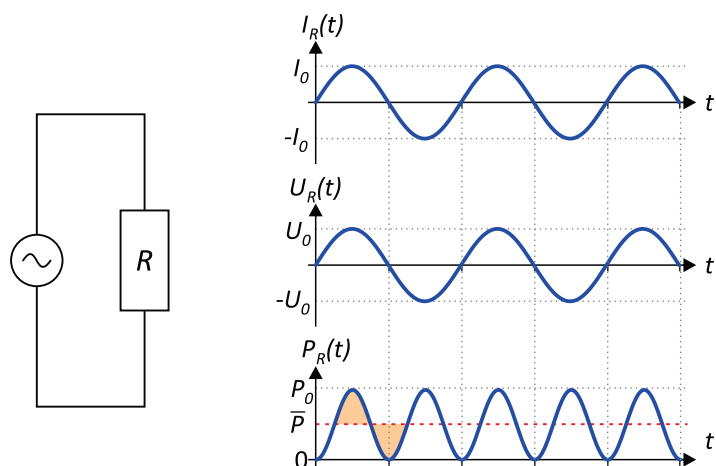 R
I_R(t)
I_0
-I_0
t
U_R(t)
U_0
-U_0
t
P_R(t)
P_0
P̅
0
t